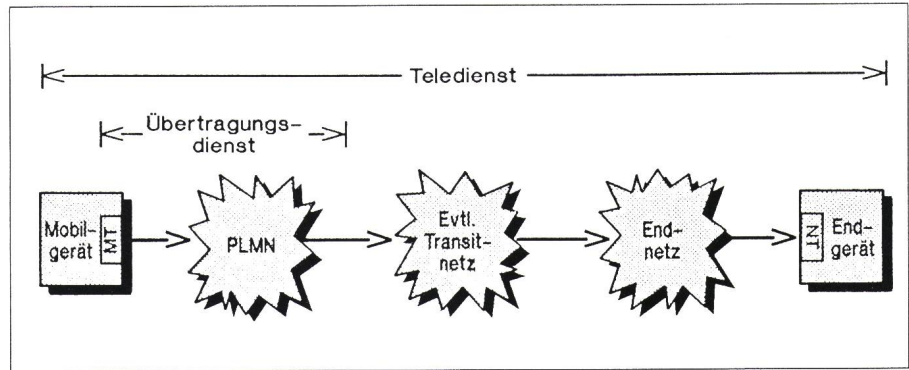 Teledienst
Übertragungs-
dienst
Mobil-
gerät
MT
PLMN
Evtl.
Transit-
netz
End-
netz
NT
End-
gerät